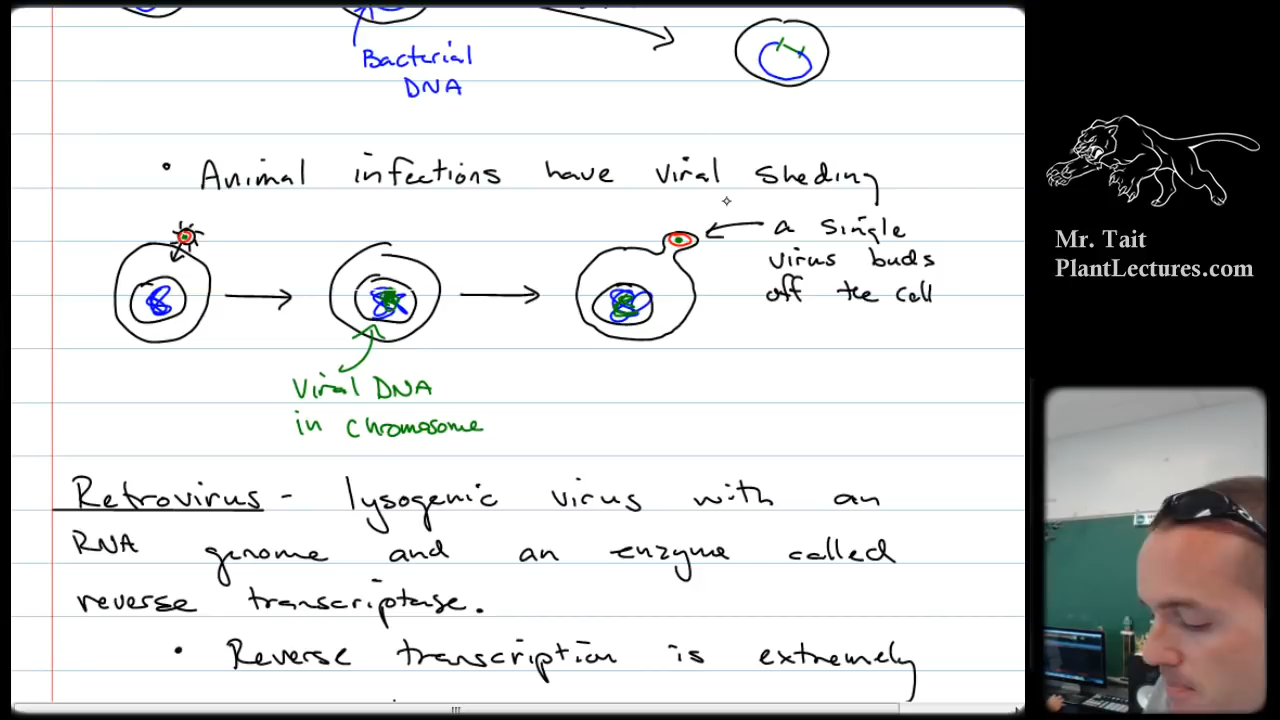 Bacterial
DNA
• Animal infections have viral sheding
a single
virus buds
off the cell
Viral DNA
in chromosome
Retrovirus - lysogenic virus with an
RNA genome and an enzyme called
reverse transcriptase.
• Reverse transcription is extremely
Mr. Tait
PlantLectures.com